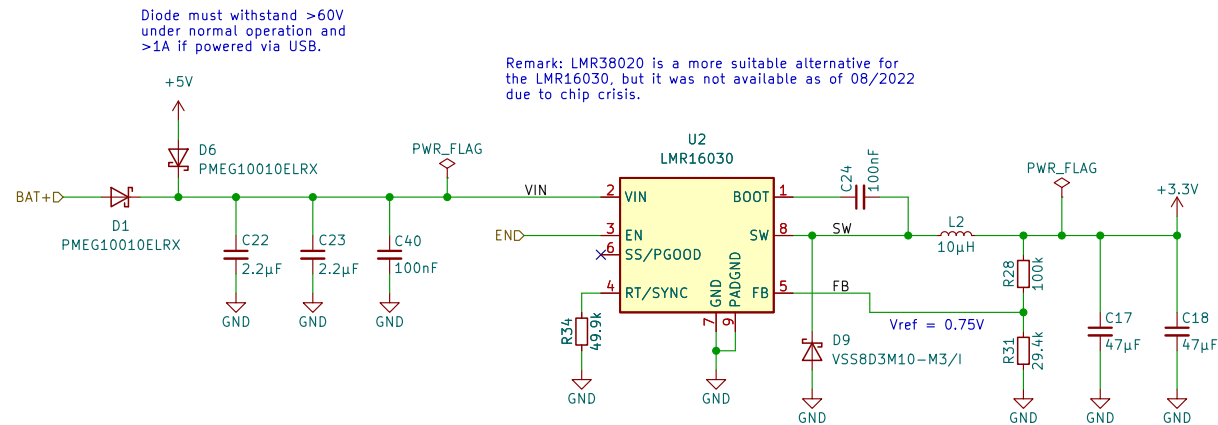 Diode must withstand >60V
under normal operation and
>1A if powered via USB.
Remark: LMR38020 is a more suitable alternative for
the LMR16030, but it was not available as of 08/2022
due to chip crisis.
+5V
D6
PMEG10010ELRX
BAT+
D1
PMEG10010ELRX
C22
2.2µF
GND
C23
2.2µF
GND
C40
100nF
GND
PWR_FLAG
VIN
EN
U2
LMR16030
2
VIN
3
EN
6
SS/PGOOD
4
RT/SYNC
BOOT
1
SW
8
FB
5
GND
7
PADGND
9
GND
R34
49.9k
GND
C24
100nF
SW
FB
L2
10µH
D9
VSS8D3M10-M3/I
GND
Vref = 0.75V
R28
100k
R31
29.4k
GND
PWR_FLAG
+3.3V
C17
47µF
GND
C18
47µF
GND